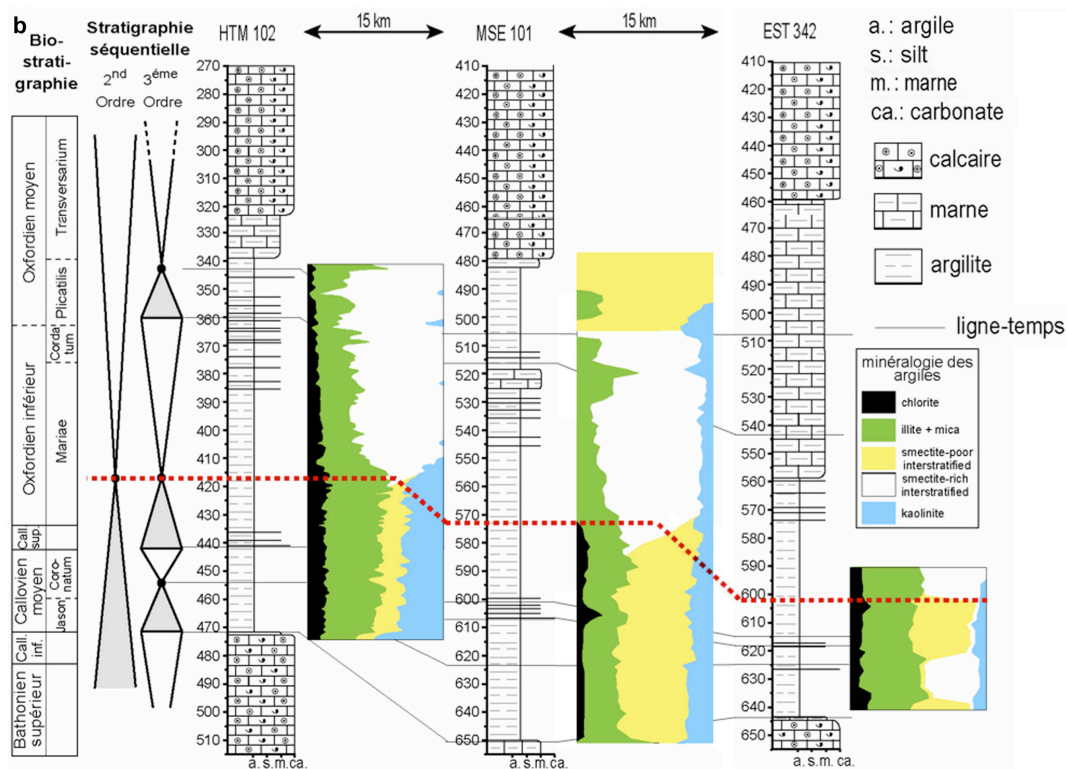 b
Bio-
strati-
graphie
Stratigraphie
séquentielle
2nd
Ordre
3ème
Ordre
Oxfordien moyen
Transversarium
Plicatilis
Oxfordien inférieur
Corda
tum
Mariae
Call
sup.
Callovien
moyen
Coro-
natum
Jason
Call.
inf.
Bathonien
supérieur
HTM 102
15 km
MSE 101
15 km
EST 342
270
280
290
300
310
320
330
340
350
360
375
385
390
400
410
420
430
440
450
460
470
480
490
500
510
a. s. m. ca.
410
420
430
440
450
460
470
480
490
500
510
520
530
540
550
560
570
580
590
600
610
620
630
640
650
a. s. m. ca.
410
420
430
440
450
460
470
480
490
500
510
520
530
540
550
560
570
580
590
600
610
620
630
640
650
a. s. m. ca.
a.: argile
s.: silt
m.: marne
ca.: carbonate
calcaire
marne
argilite
ligne-temps
minéralogie des
argiles
chlorite
illite + mica
smectite-poor
interstratified
smectite-rich
interstratified
kaolinite